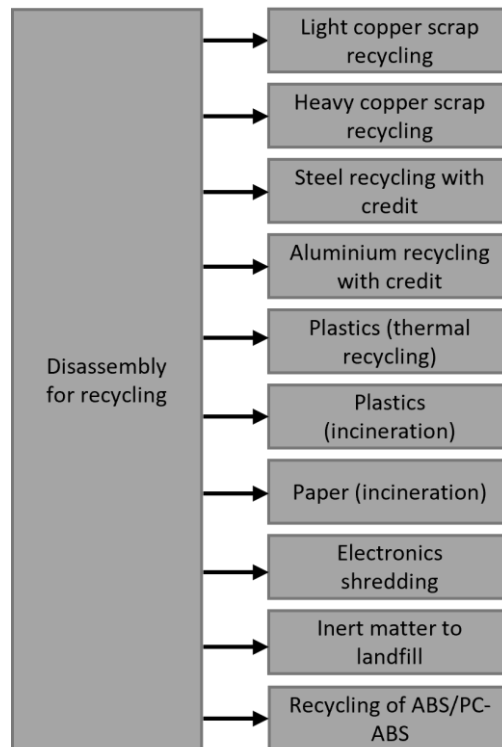 Light copper scrap
recycling
Heavy copper scrap
recycling
Steel recycling with
credit
Aluminium recycling
with credit
Disassembly
for recycling
Plastics (thermal
recycling)
Plastics
(incineration)
Paper (incineration)
Electronics
shredding
Inert matter to
landfill
Recycling of ABS/PC-
ABS